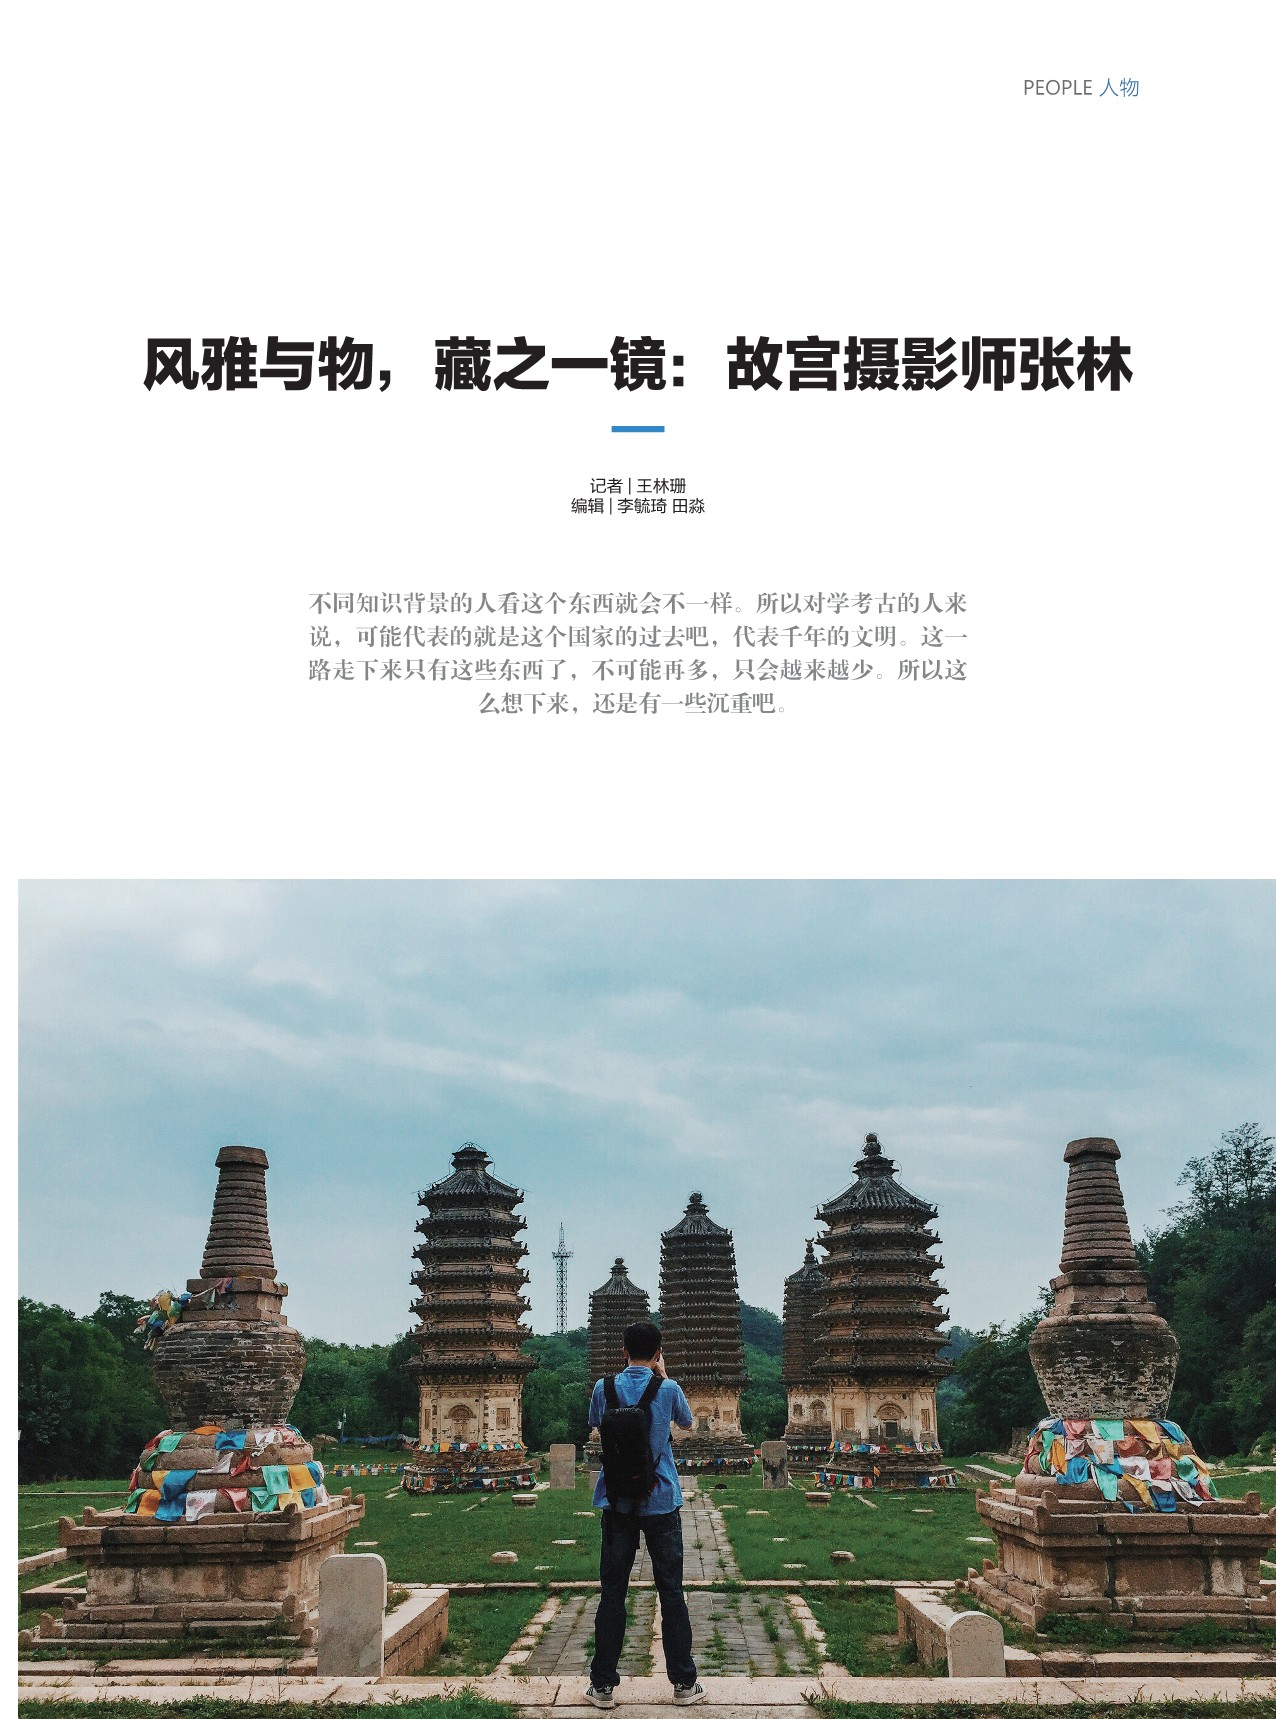 PEOPLE 人物
风雅与物，藏之一镜：故宫摄影师张林
记者 | 王林珊
编辑 | 李毓琦 田淼
不同知识背景的人看这个东西就会不一样。所以对学考古的人来
说，可能代表的就是这个国家的过去吧，代表千年的文明。这一
路走下来只有这些东西了，不可能再多，只会越来越少。所以这
么想下来，还是有一些沉重吧。